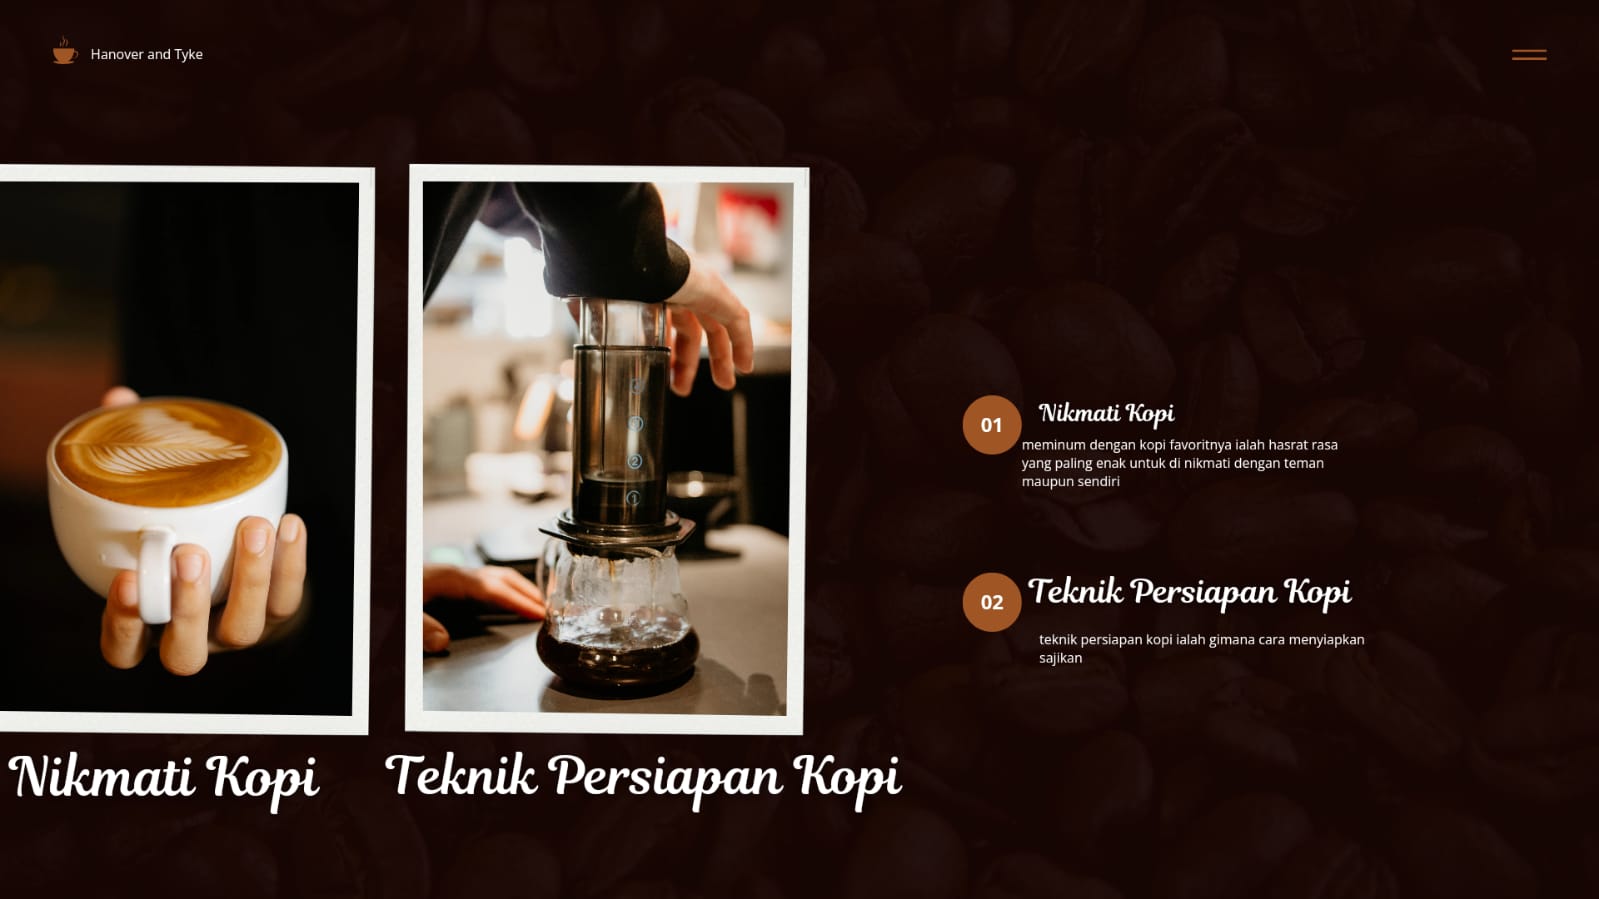 Hanover and Tyke
Nikmati Kopi
Teknik Persiapan Kopi
01
Nikmati Kopi
meminum dengan kopi favoritnya ialah hasrat rasa
yang paling enak untuk di nikmati dengan teman
maupun sendiri
02
Teknik Persiapan Kopi
teknik persiapan kopi ialah gimana cara menyiapkan
sajikan